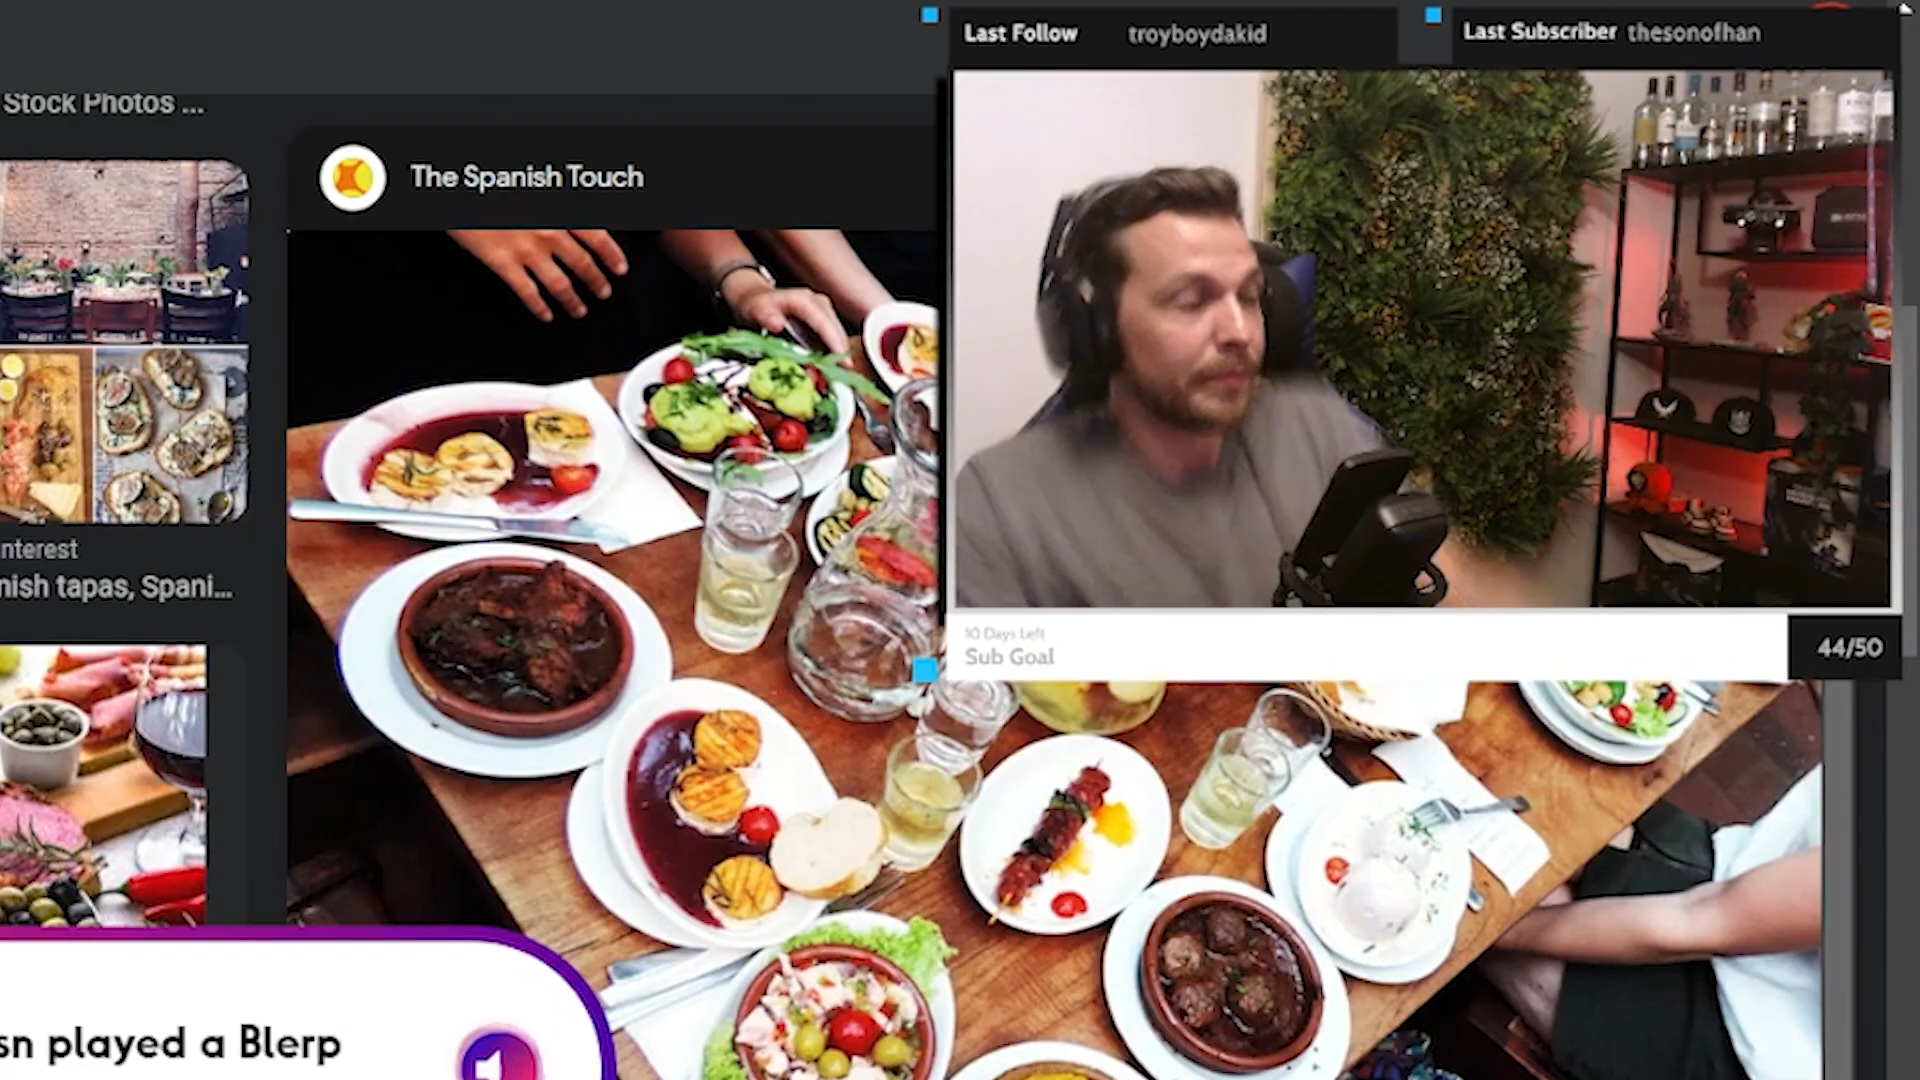 Last Follow troyboydakid
Last Subscriber thesonofhan
Stock Photos ...
The Spanish Touch
nterest
nish tapas, Spani...
10 Days Left
Sub Goal
44/50
sn played a Blerp